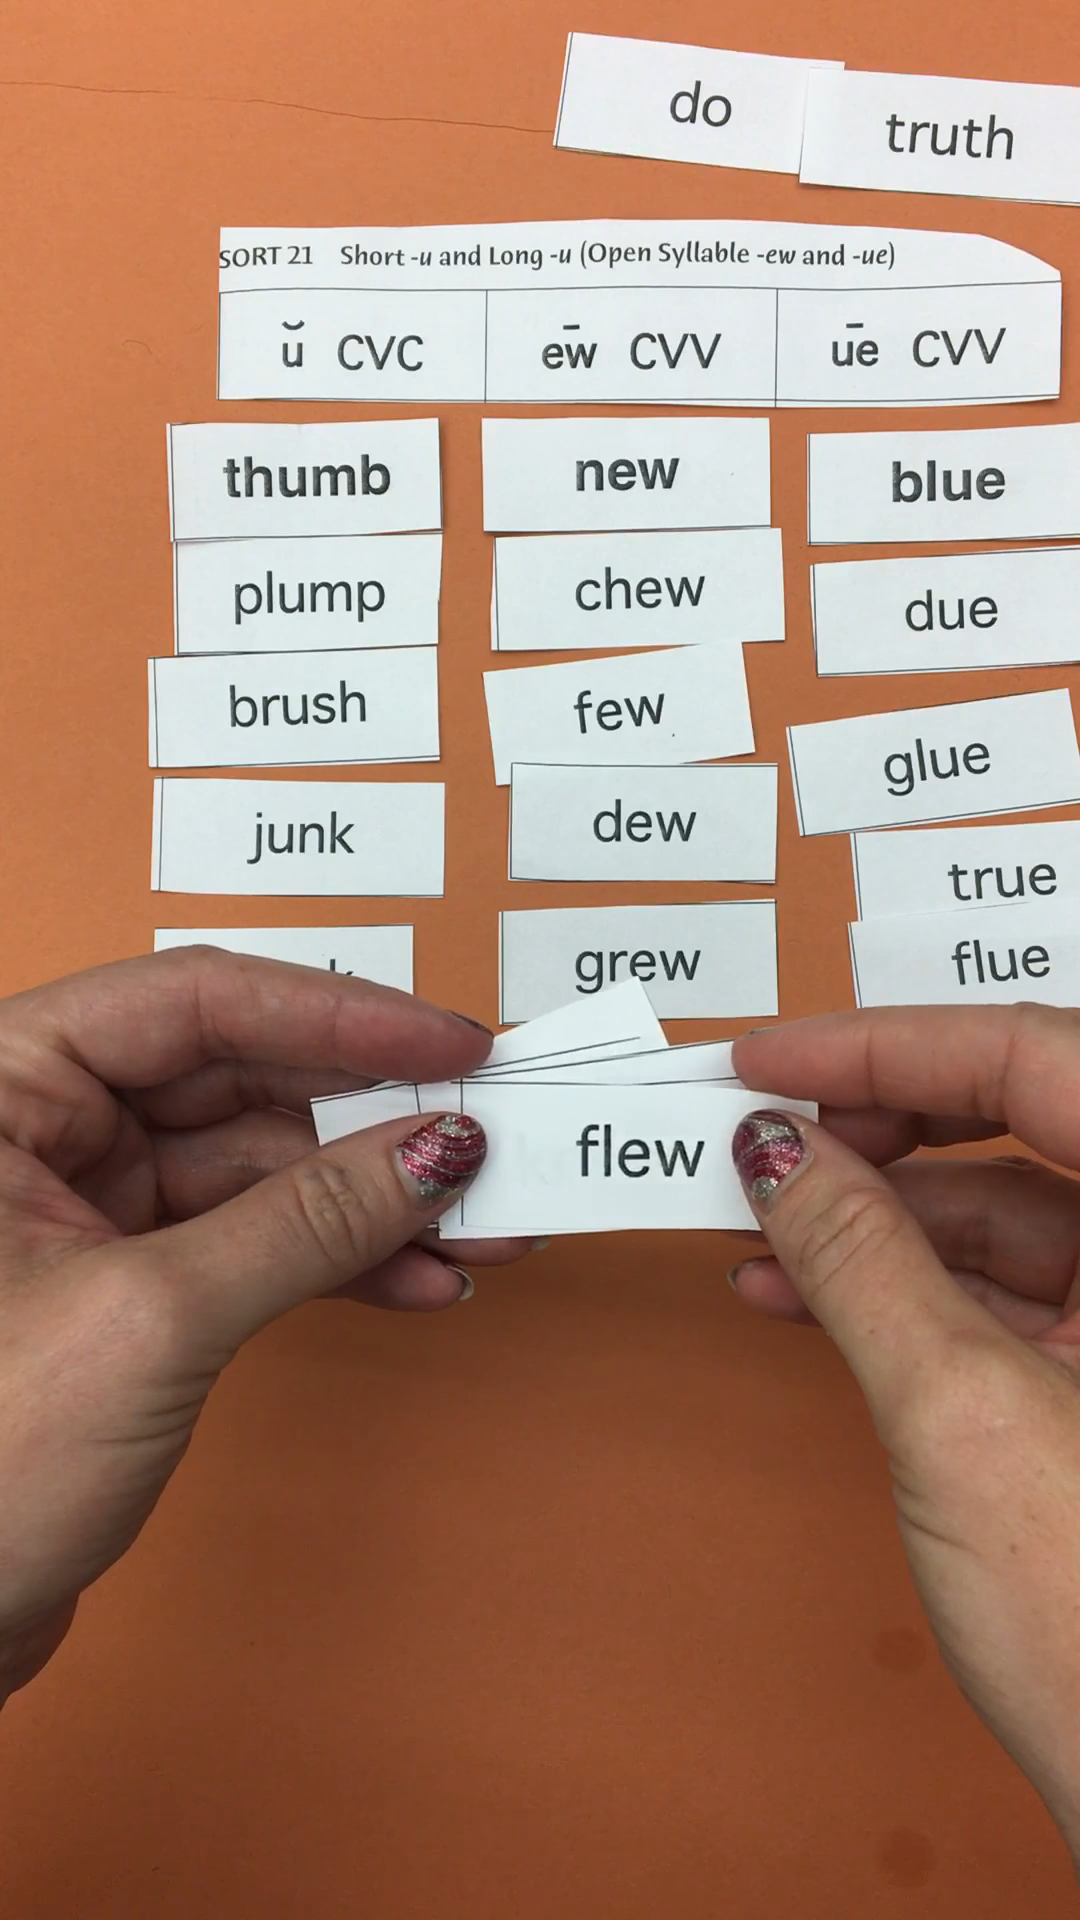 do
truth
SORT 21 Short -u and Long -u (Open Syllable -ew and -ue)
ŭ CVC
ēw CVV
ūe CVV
thumb
new
blue
plump
chew
due
brush
few
glue
junk
dew
true
grew
flue
flew